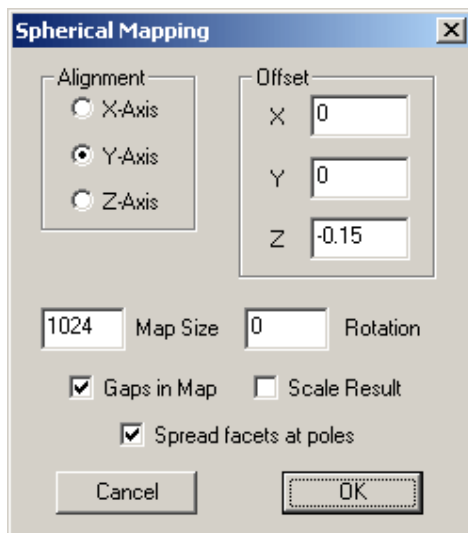 Spherical Mapping
Alignment
X-Axis
Y-Axis
Z-Axis
Offset
X 0
Y 0
Z -0.15
1024 Map Size 0 Rotation
Gaps in Map Scale Result
Spread facets at poles
Cancel OK